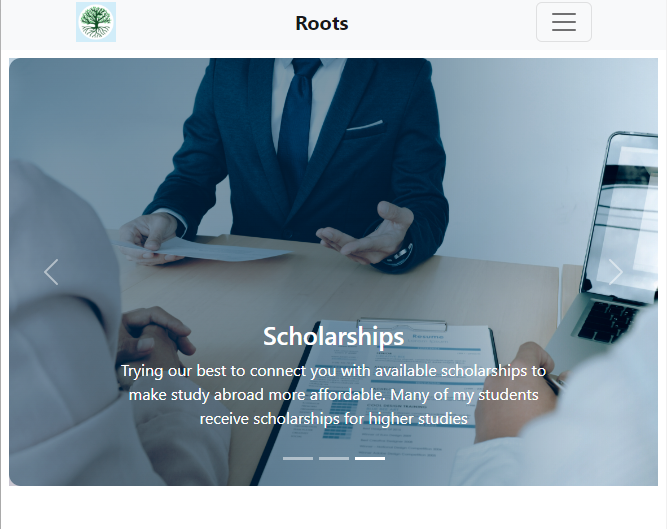 Roots
Resume
Scholarships
Trying our best to connect you with available scholarships to
make study abroad more affordable. Many of my students
receive scholarships for higher studies